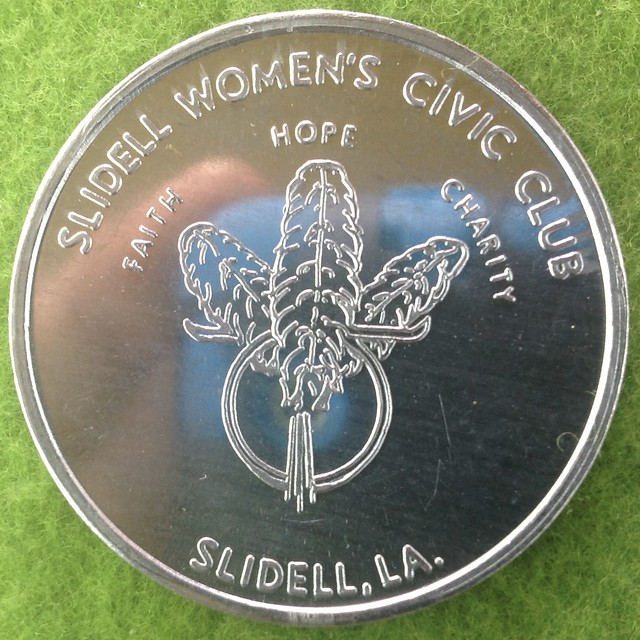 SLIDELL WOMEN'S CIVIC CLUB
FAITH
HOPE
CHARITY
SLIDELL, LA.